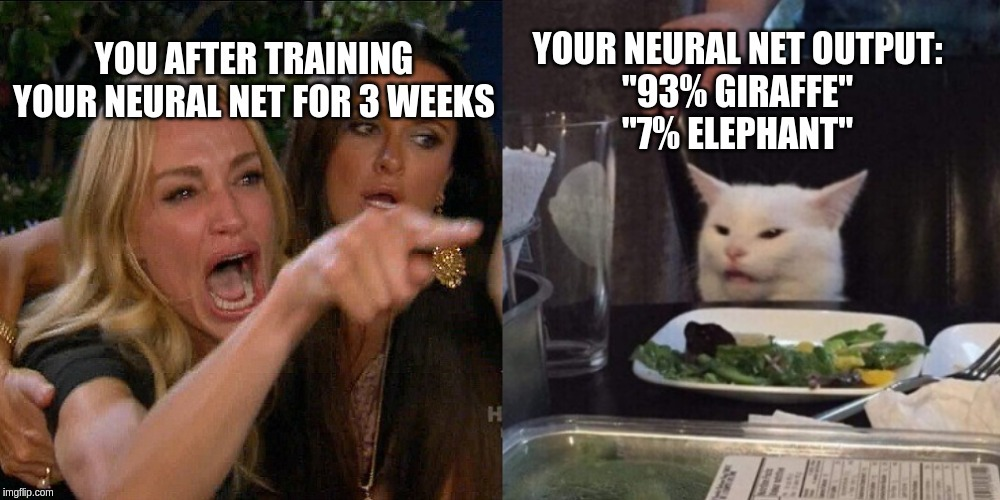 YOU AFTER TRAINING
YOUR NEURAL NET FOR 3 WEEKS
YOUR NEURAL NET OUTPUT:
"93% GIRAFFE"
"7% ELEPHANT"
H
imgflip.com